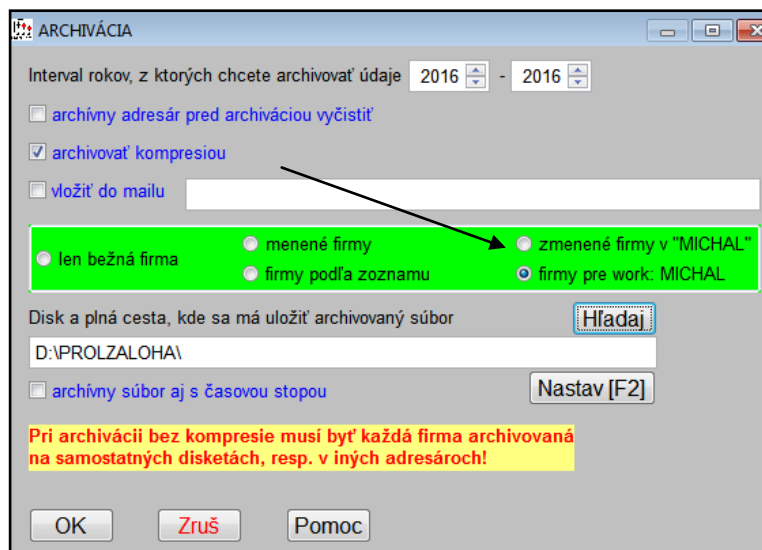 ARCHIVÁCIA
Interval rokov, z ktorých chcete archivovať údaje 2016 - 2016
archívny adresár pred archiváciou vyčistiť
archivovať kompresiou
vložiť do mailu
len bežná firma
menené firmy
firmy podľa zoznamu
zmenené firmy v "MICHAL"
firmy pre work: MICHAL
Disk a plná cesta, kde sa má uložiť archivovaný súbor
Hľadaj
D:\PROLZALOHA\
archívny súbor aj s časovou stopou
Nastav [F2]
Pri archivácii bez kompresie musí byť každá firma archivovaná
na samostatných disketách, resp. v iných adresároch!
OK Zruš Pomoc